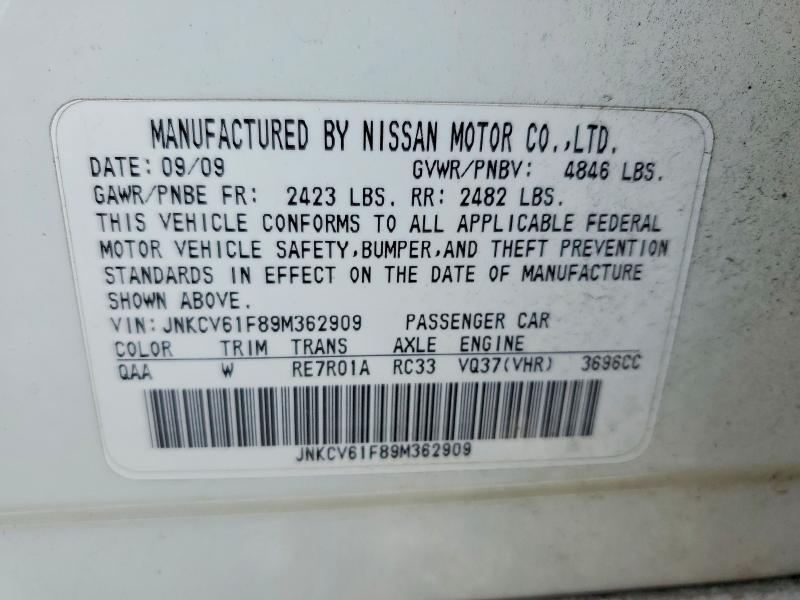 MANUFACTURED BY NISSAN MOTOR CO.,LTD.
DATE: 09/09 GVWR/PNBV: 4846 LBS.
GAWR/PNBE FR: 2423 LBS. RR: 2482 LBS.
THIS VEHICLE CONFORMS TO ALL APPLICABLE FEDERAL
MOTOR VEHICLE SAFETY,BUMPER,AND THEFT PREVENTION
STANDARDS IN EFFECT ON THE DATE OF MANUFACTURE
SHOWN ABOVE.
VIN: JNKCV61F89M362909 PASSENGER CAR
COLOR TRIM TRANS AXLE ENGINE
QAA W RE7R01A RC33 VQ37(VHR) 3696CC
JNKCV61F89M362909